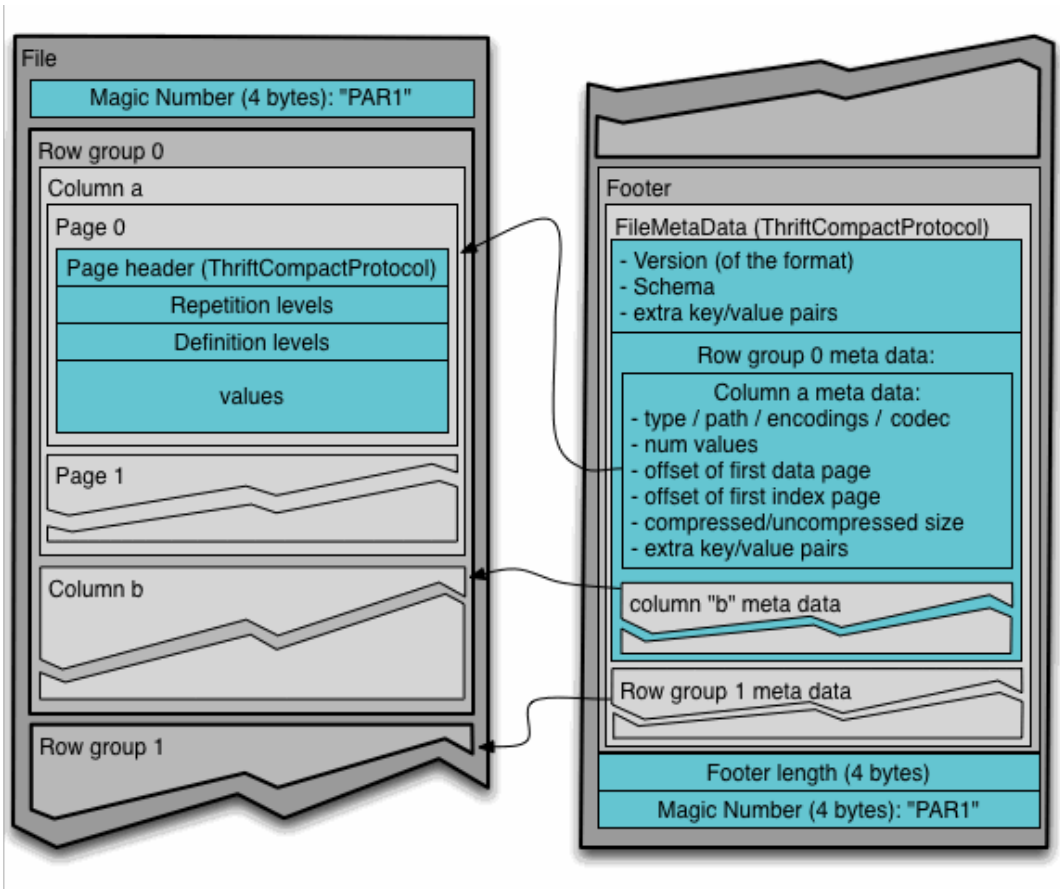 File
Magic Number (4 bytes): "PAR1"
Row group 0
Column a
Page 0
Page header (ThriftCompactProtocol)
Repetition levels
Definition levels
values
Page 1
Column b
Row group 1
Footer
FileMetaData (ThriftCompactProtocol)
- Version (of the format)
- Schema
- extra key/value pairs
Row group 0 meta data:
Column a meta data:
- type / path / encodings / codec
- num values
- offset of first data page
- offset of first index page
- compressed/uncompressed size
- extra key/value pairs
column "b" meta data
Row group 1 meta data
Footer length (4 bytes)
Magic Number (4 bytes): "PAR1"